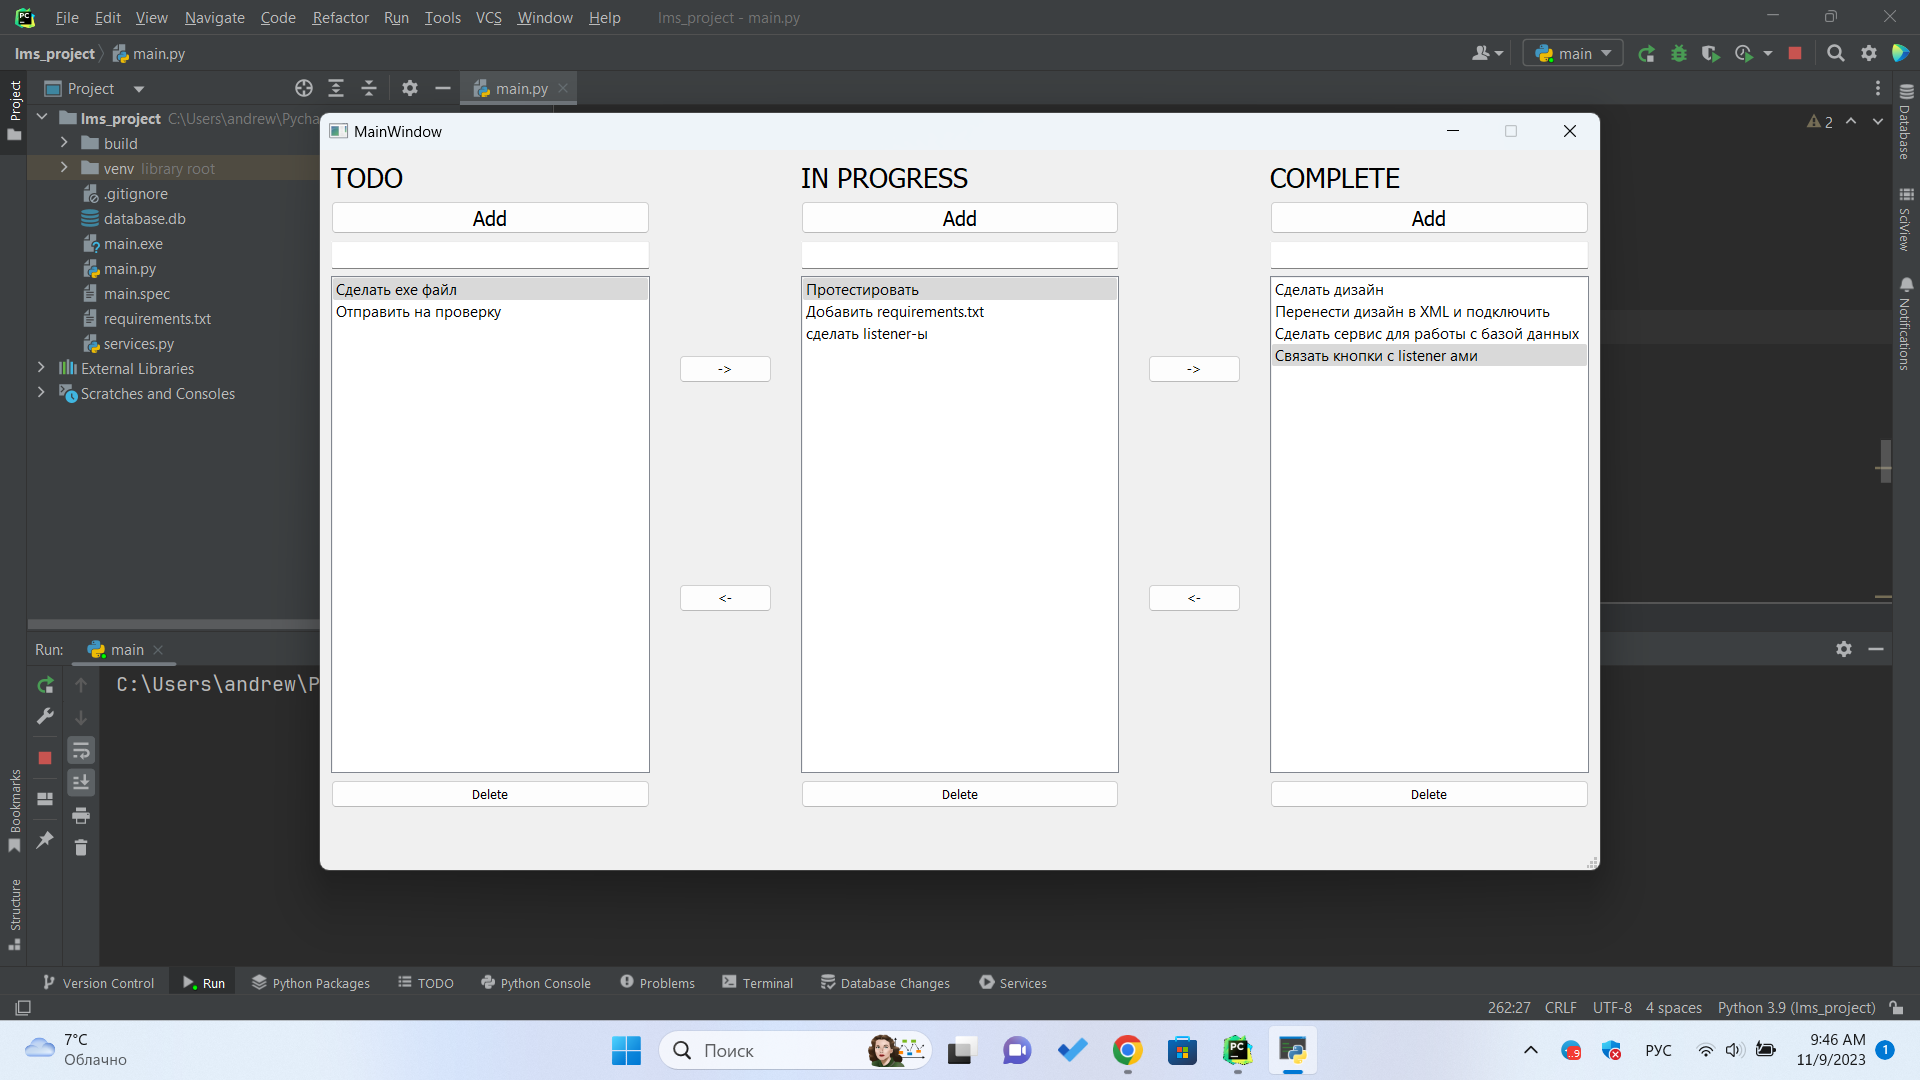 File Edit View Navigate Code Refactor Run Tools VCS Window Help lms_project - main.py
lms_project main.py main
Project main.py
lms_project C:\Users\andrew\Pycha
build
venv library root
.gitignore
database.db
main.exe
main.py
main.spec
requirements.txt
services.py
External Libraries
Scratches and Consoles
Project
Bookmarks
Structure
2
Database
SciView
Notifications
MainWindow
TODO
Add
Сделать exe файл
Отправить на проверку
Delete
->
<-
IN PROGRESS
Add
Протестировать
Добавить requirements.txt
сделать listener-ы
Delete
->
<-
COMPLETE
Add
Сделать дизайн
Перенести дизайн в XML и подключить
Сделать сервис для работы с базой данных
Связать кнопки с listener ами
Delete
Run: main
C:\Users\andrew\P
Version Control Run Python Packages TODO Python Console Problems Terminal Database Changes Services
262:27 CRLF UTF-8 4 spaces Python 3.9 (lms_project)
7°C
Облачно
Поиск
PC
..9
РУС
9:46 AM
11/9/2023
1